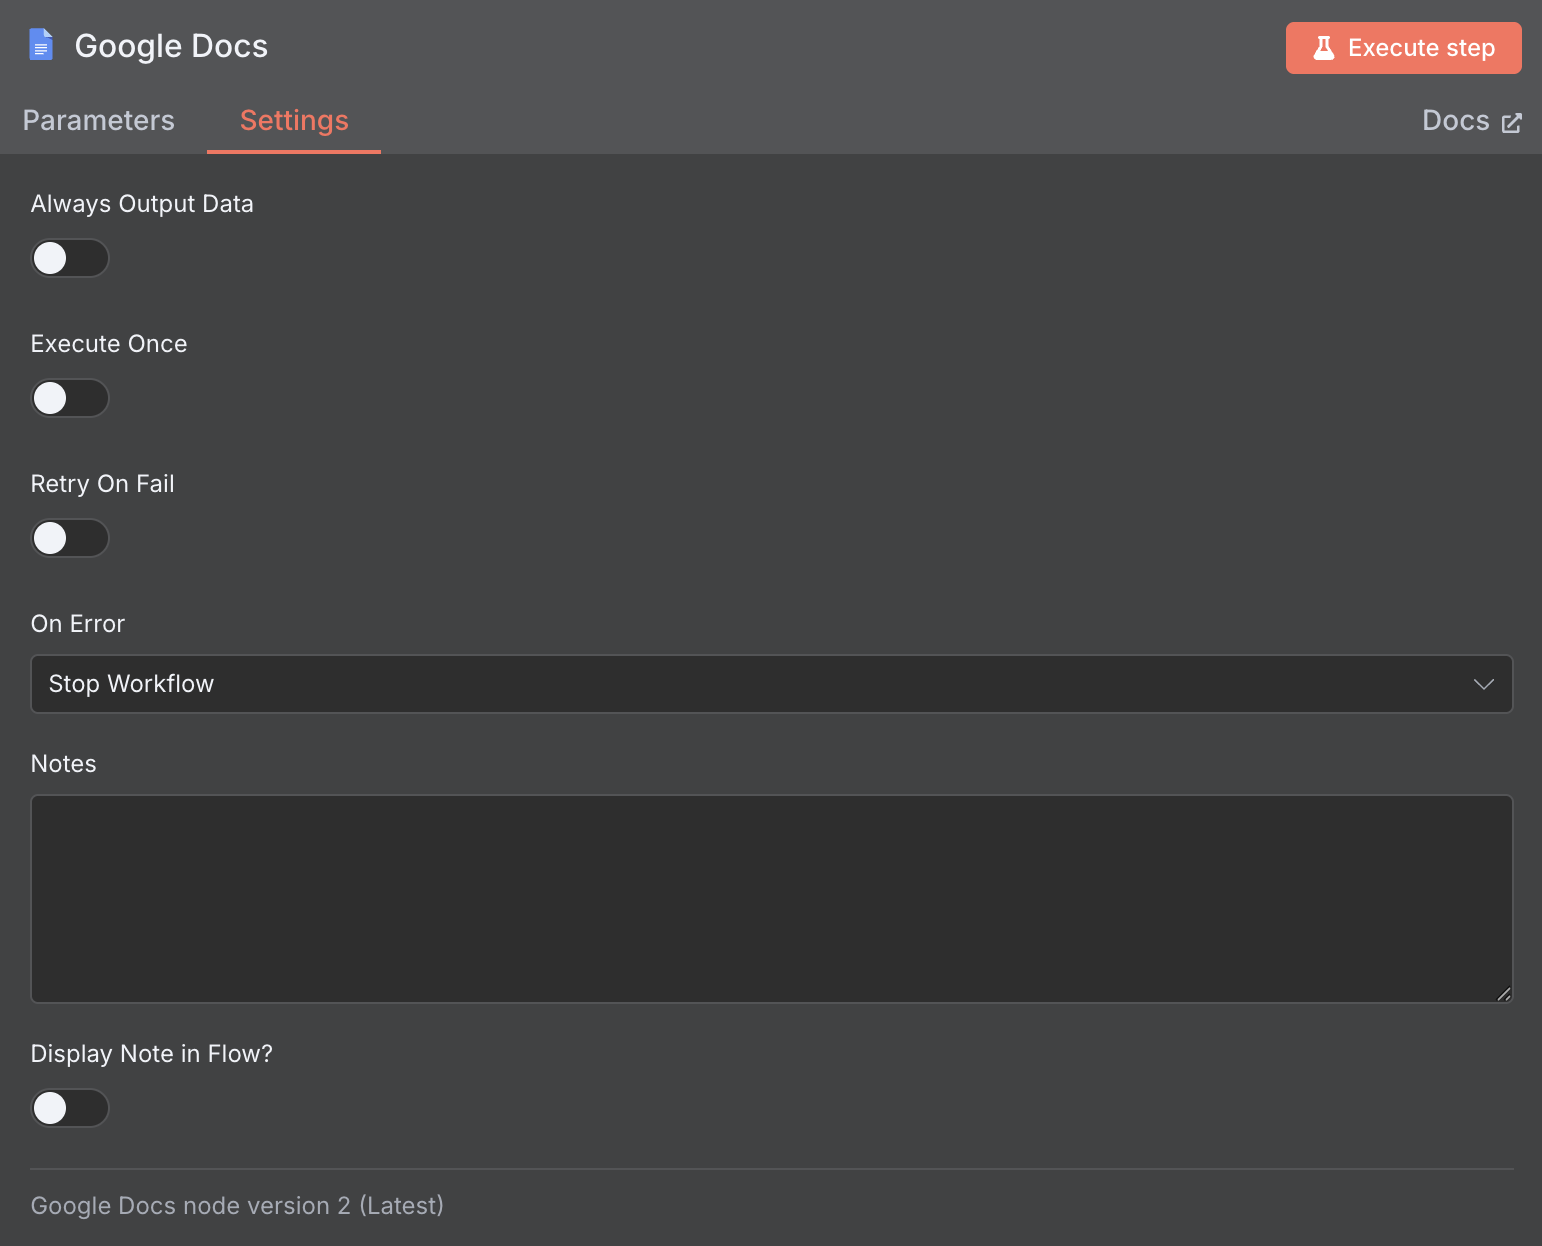 Google Docs
Execute step
Parameters
Settings
Docs
Always Output Data
Execute Once
Retry On Fail
On Error
Stop Workflow
Notes
Display Note in Flow?
Google Docs node version 2 (Latest)